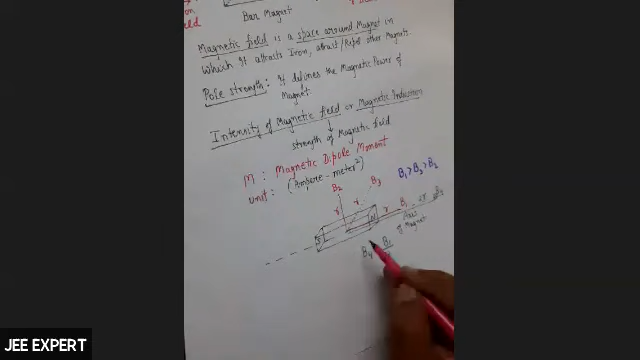 Bar Magnet
Magnetic field is a space around Magnet in
which It attracts Iron, attract/Repel other Magnets
Pole strength: It defines the Magnetic Power of
Magnet.
Intensity of Magnetic field or Magnetic Induction
strength of Magnetic field
M: Magnetic Dipole Moment
unit: (Ampere-meter²)
B₁>B₃>B₂
B₂
B₃
r
r
r
B₁
2r
Axis
of Magnet
S
N
B₄
B₁
JEE EXPERT